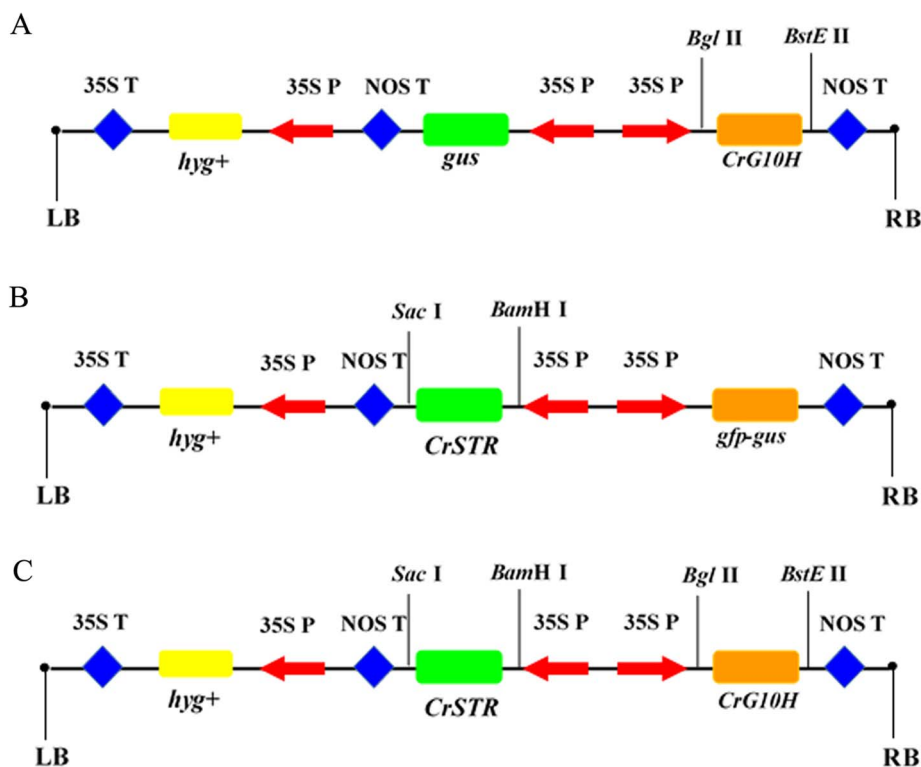 A
Bgl II BstE II
35S T 35S P NOS T 35S P 35S P NOS T
hyg+ gus CrG10H
LB RB
B
Sac I BamH I
35S T 35S P NOS T 35S P 35S P NOS T
hyg+ CrSTR gfp-gus
LB RB
C
Sac I BamH I Bgl II BstE II
35S T 35S P NOS T 35S P 35S P NOS T
hyg+ CrSTR CrG10H
LB RB